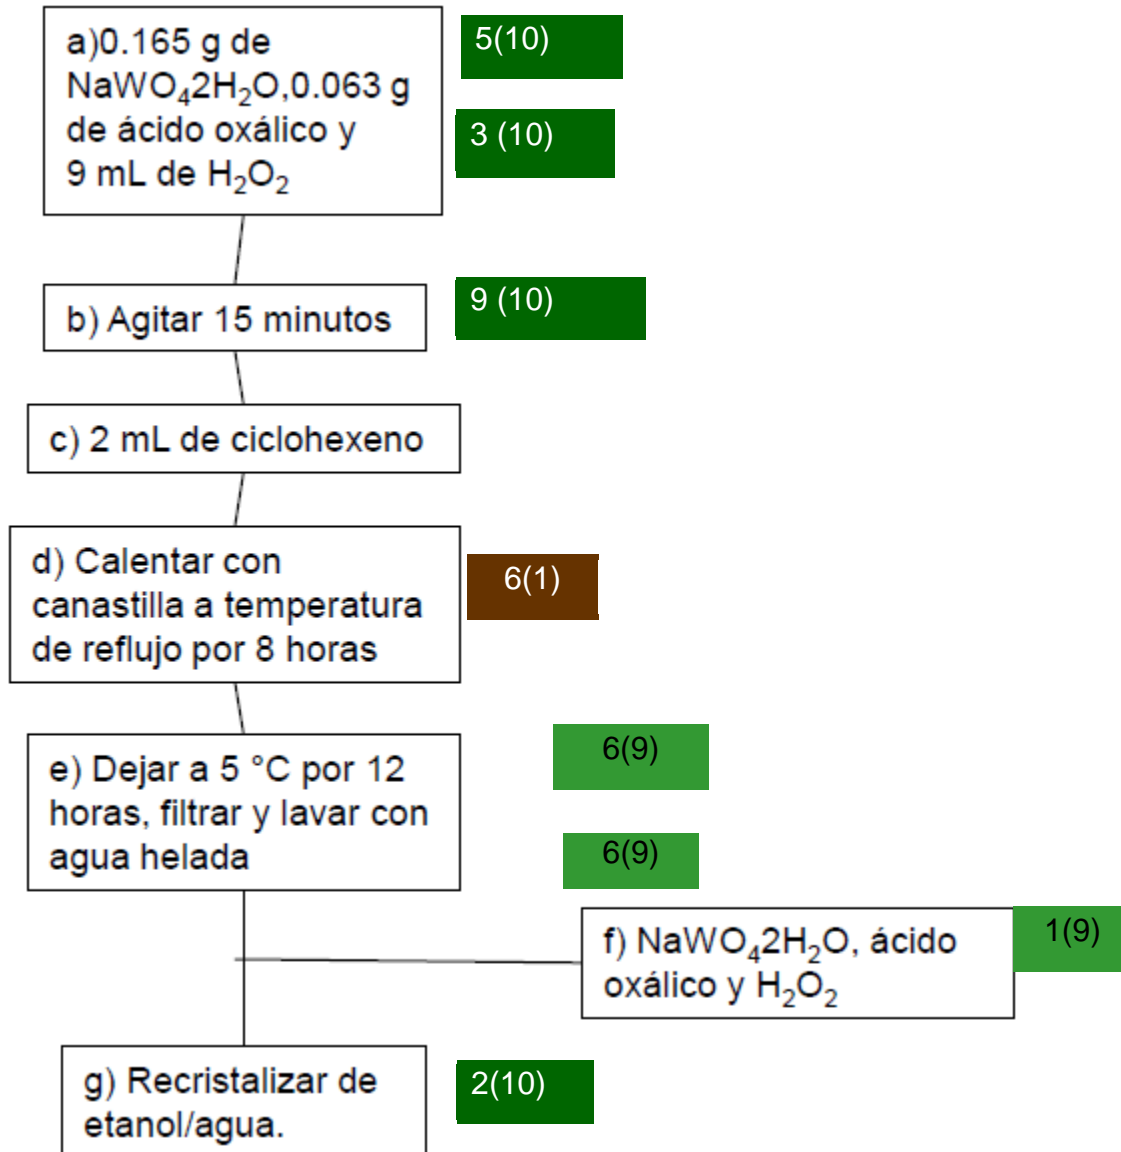 a)0.165 g de
NaWO₄2H₂O,0.063 g
de ácido oxálico y
9 mL de H₂O₂
5(10)
3 (10)
b) Agitar 15 minutos
9 (10)
c) 2 mL de ciclohexeno
d) Calentar con
canastilla a temperatura
de reflujo por 8 horas
6(1)
e) Dejar a 5 °C por 12
horas, filtrar y lavar con
agua helada
6(9)
6(9)
f) NaWO₄2H₂O, ácido
oxálico y H₂O₂
1(9)
g) Recristalizar de
etanol/agua.
2(10)